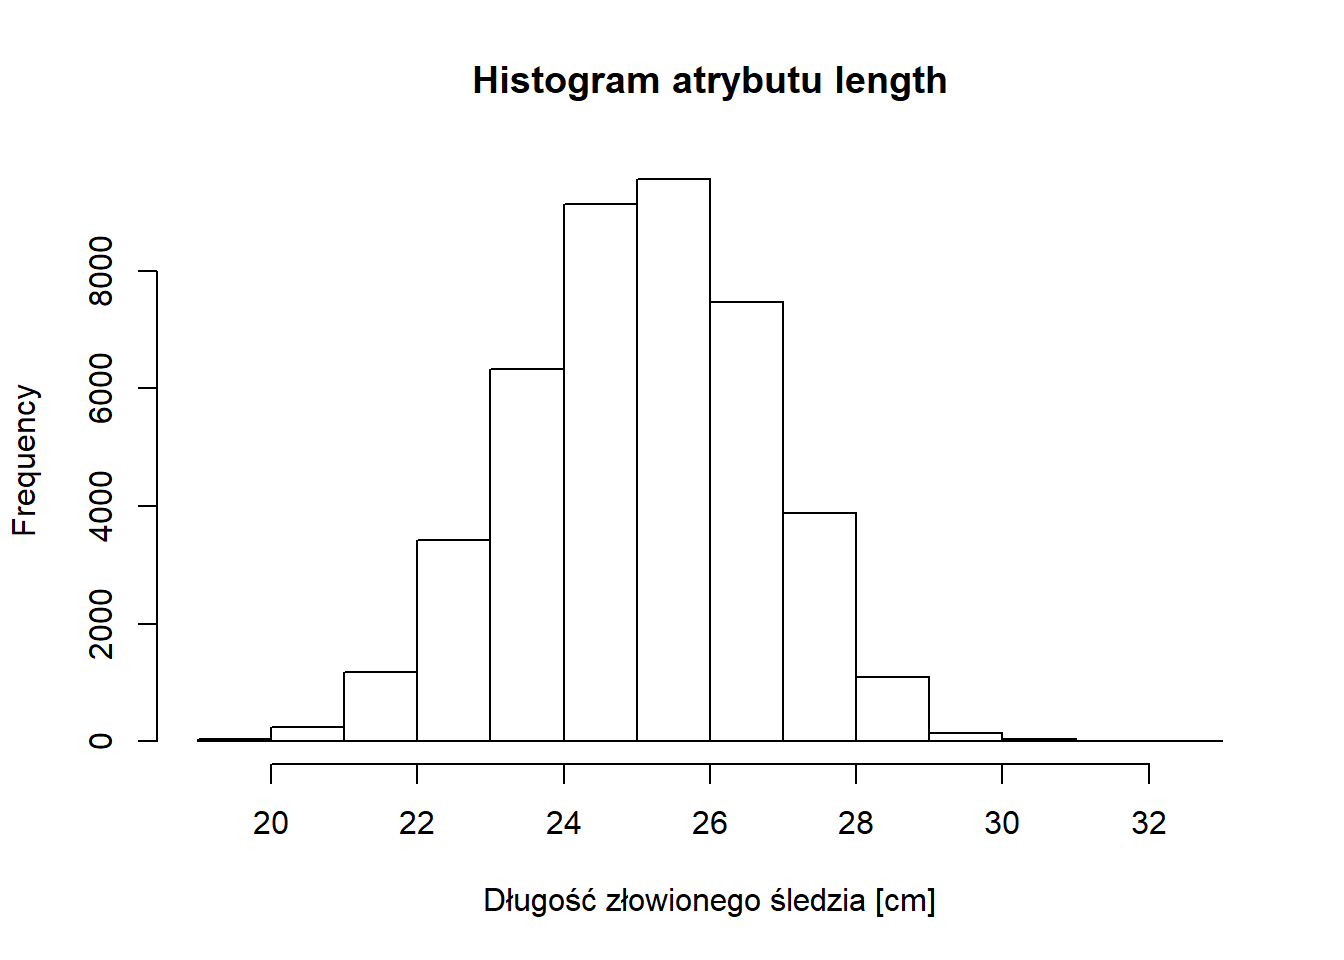 Histogram atrybutu length
Frequency
8000
6000
4000
2000
0
20 22 24 26 28 30 32
Długość złowionego śledzia [cm]